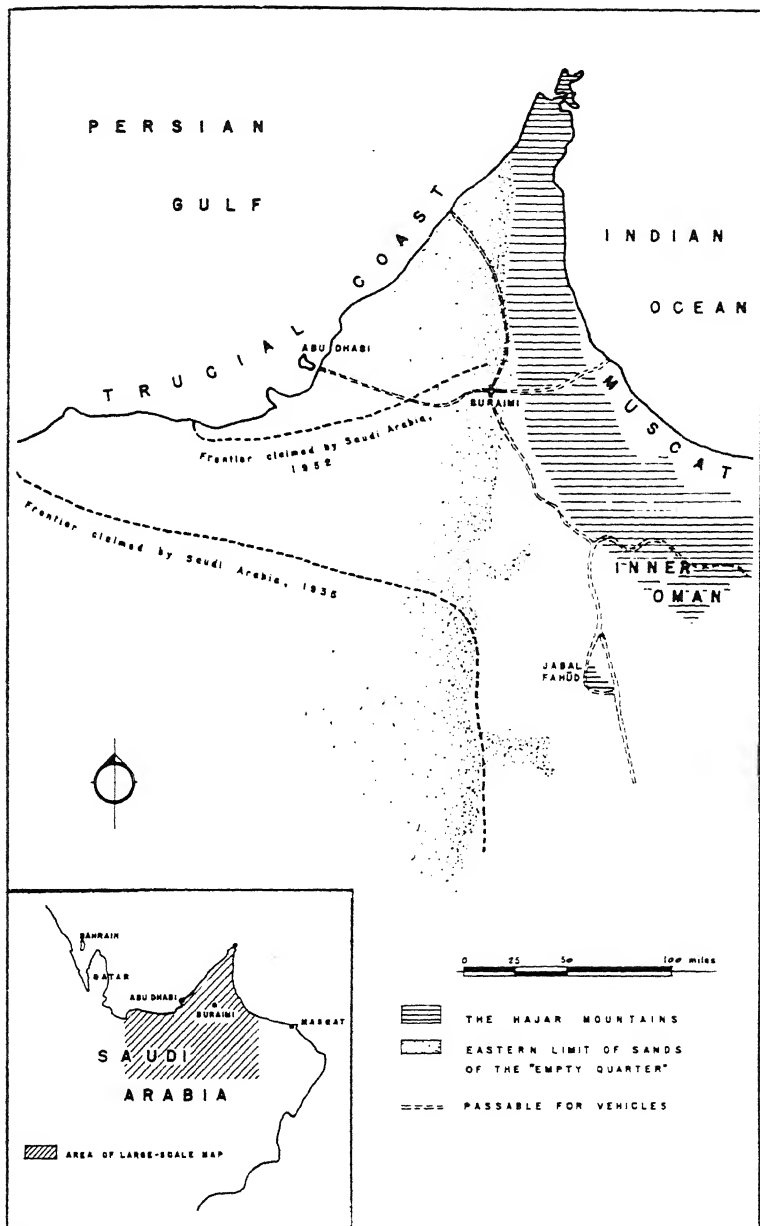 PERSIAN
GULF
INDIAN
OCEAN
TRUCIAL COAST
ABU DHABI
BURAIMI
MUSCAT
Frontier claimed by Saudi Arabia,
1952
Frontier claimed by Saudi Arabia, 1935
INNER
OMAN
JABAL
FAHŪD
BAHRAIN
QATAR
ABU DHABI
BURAIMI
MASQAT
SAUDI
ARABIA
AREA OF LARGE-SCALE MAP
0 25 50 100 miles
THE HAJAR MOUNTAINS
EASTERN LIMIT OF SANDS
OF THE "EMPTY QUARTER"
PASSABLE FOR VEHICLES